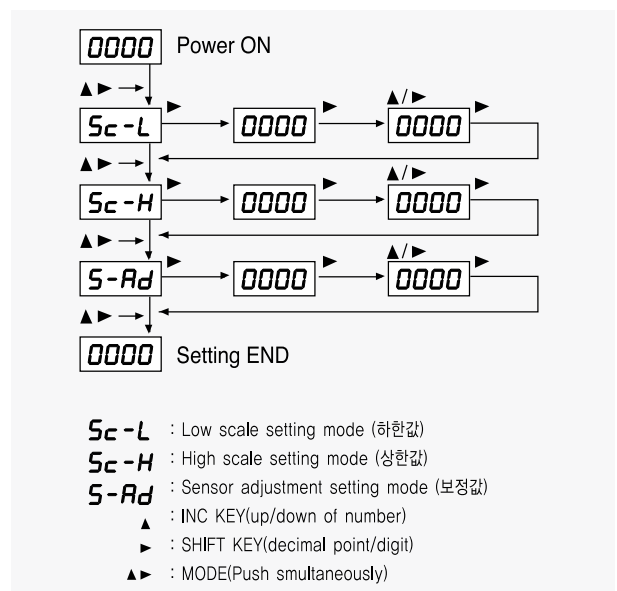 0000 Power ON
▲ ▶ →
Sc-L ▶ 0000 ▶ ▲/▶ 0000 ▶
▲ ▶ →
Sc-H ▶ 0000 ▶ ▲/▶ 0000 ▶
▲ ▶ →
S-Ad ▶ 0000 ▶ ▲/▶ 0000 ▶
▲ ▶ →
0000 Setting END
Sc-L : Low scale setting mode (하한값)
Sc-H : High scale setting mode (상한값)
S-Ad : Sensor adjustment setting mode (보정값)
▲ : INC KEY(up/down of number)
▶ : SHIFT KEY(decimal point/digit)
▲▶ : MODE(Push smultaneously)